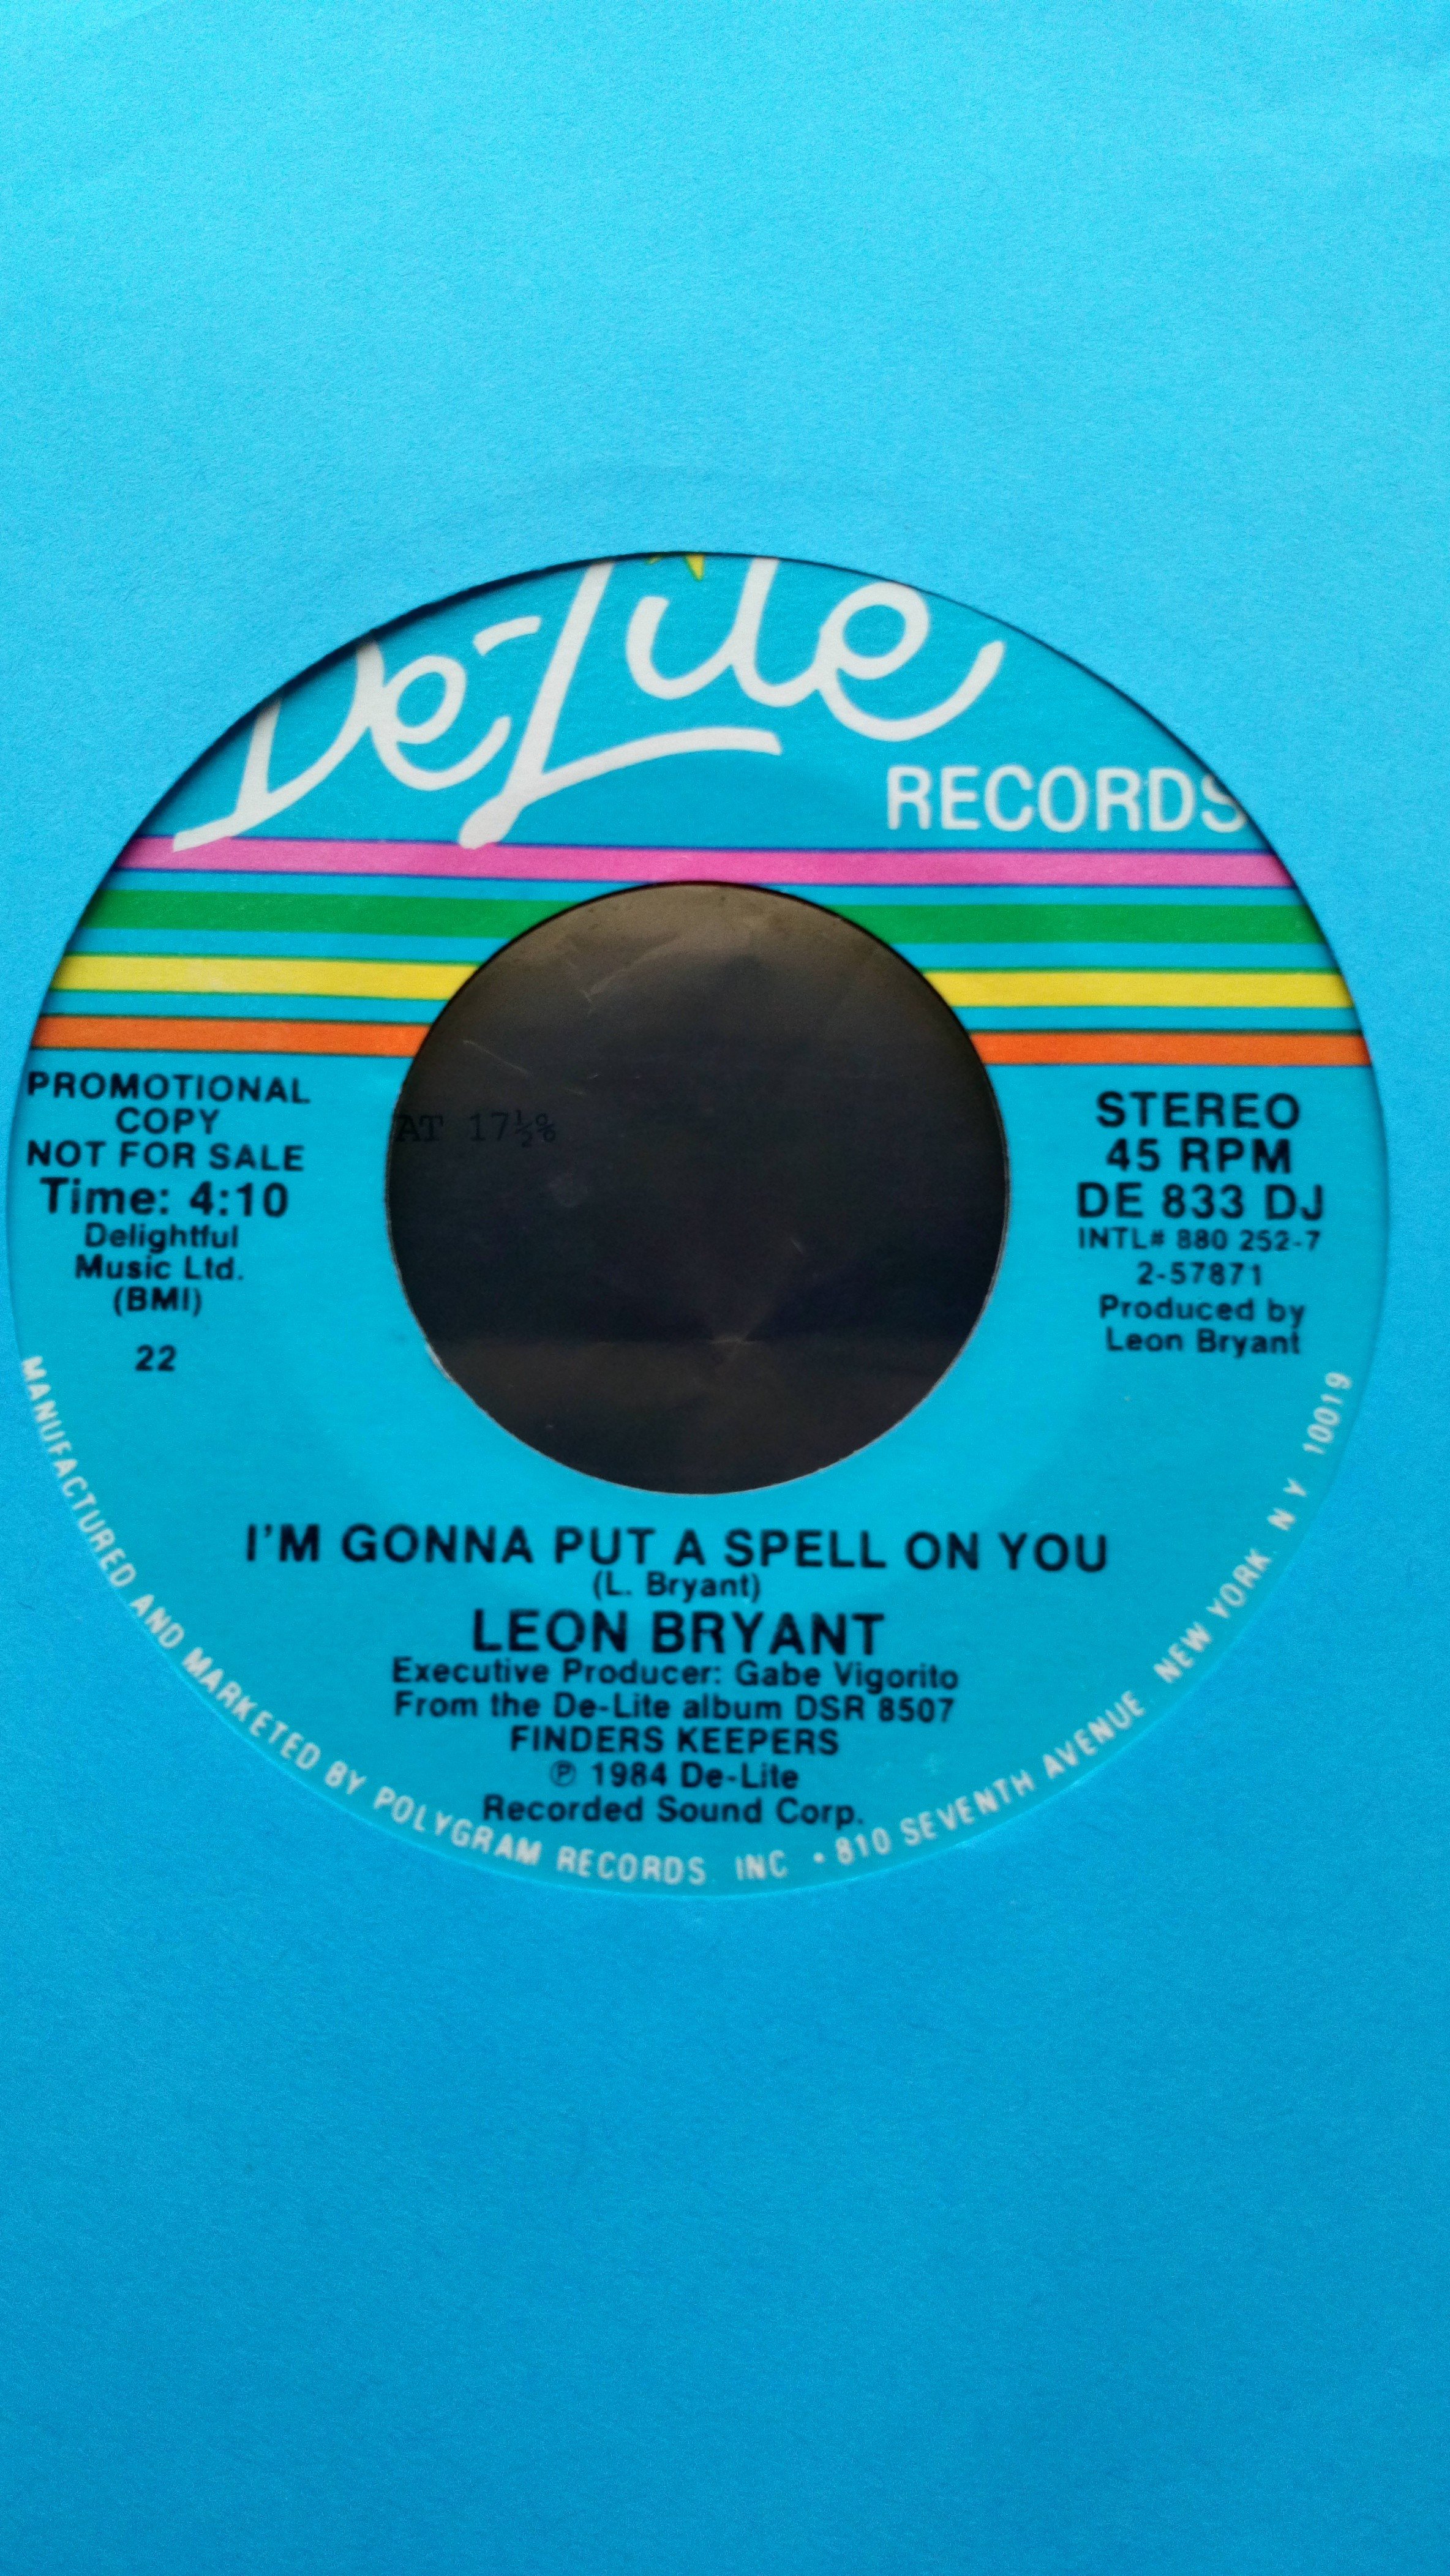 De-Lite
RECORDS
PROMOTIONAL
COPY
NOT FOR SALE
Time: 4:10
Delightful
Music Ltd.
(BMI)
22
AT 17½%
STEREO
45 RPM
DE 833 DJ
INTL# 880 252-7
2-57871
Produced by
Leon Bryant
I'M GONNA PUT A SPELL ON YOU
(L. Bryant)
LEON BRYANT
Executive Producer: Gabe Vigorito
From the De-Lite album DSR 8507
FINDERS KEEPERS
℗ 1984 De-Lite
Recorded Sound Corp.
MANUFACTURED AND MARKETED BY POLYGRAM RECORDS INC • 810 SEVENTH AVENUE NEW YORK N Y 10019